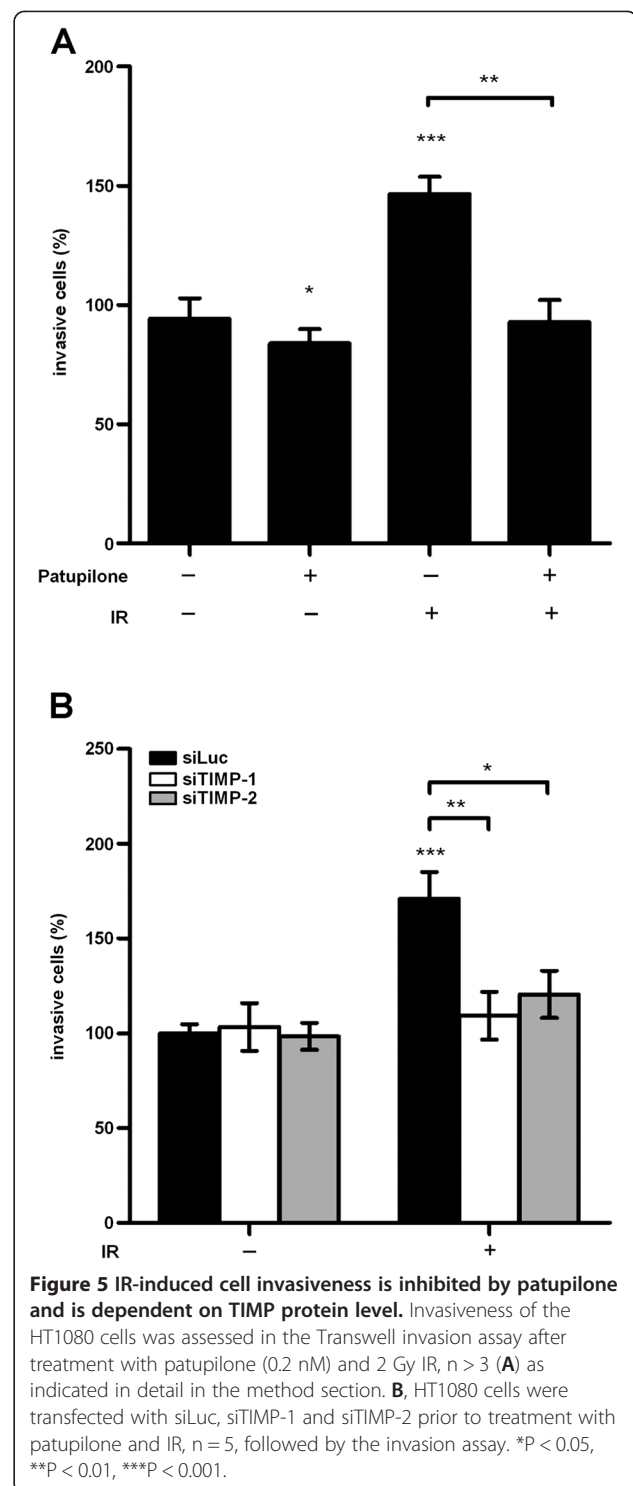 A
200
**
***
150
*
100
50
0
invasive cells (%)
Patupilone – + – +
IR – – + +
B
250
siLuc
siTIMP-1
siTIMP-2
*
**
***
200
150
100
50
0
invasive cells (%)
IR – +
Figure 5 IR-induced cell invasiveness is inhibited by patupilone
and is dependent on TIMP protein level. Invasiveness of the
HT1080 cells was assessed in the Transwell invasion assay after
treatment with patupilone (0.2 nM) and 2 Gy IR, n > 3 (A) as
indicated in detail in the method section. B, HT1080 cells were
transfected with siLuc, siTIMP-1 and siTIMP-2 prior to treatment with
patupilone and IR, n = 5, followed by the invasion assay. *P < 0.05,
**P < 0.01, ***P < 0.001.